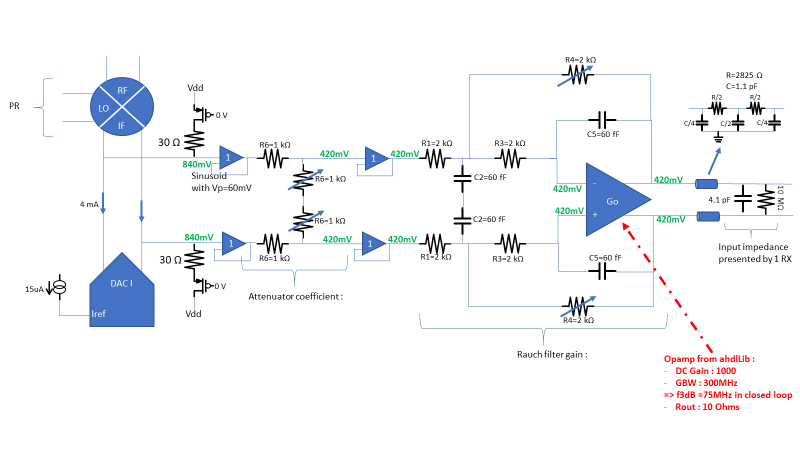 PR
RF
LO
IF
4 mA
DAC I
Iref
15uA
Vdd
0 V
30 Ω
840mV
Sinusoid
with Vp=60mV
1
R6=1 kΩ
R6=1 kΩ
420mV
1
420mV
R6=1 kΩ
840mV
30 Ω
0 V
Vdd
1
R6=1 kΩ
420mV
1
420mV
Attenuator coefficient :
R1=2 kΩ
C2=60 fF
C2=60 fF
R1=2 kΩ
R3=2 kΩ
R3=2 kΩ
R4=2 kΩ
C5=60 fF
C5=60 fF
R4=2 kΩ
420mV
420mV
-
Go
+
420mV
420mV
Rauch filter gain :
R=2825 Ω
C=1.1 pF
R/2
R/2
C/4
C/2
C/4
4.1 pF
10 MΩ
Input impedance
presented by 1 RX
Opamp from ahdlLib :
- DC Gain : 1000
- GBW : 300MHz
=> f3dB =75MHz in closed loop
- Rout : 10 Ohms